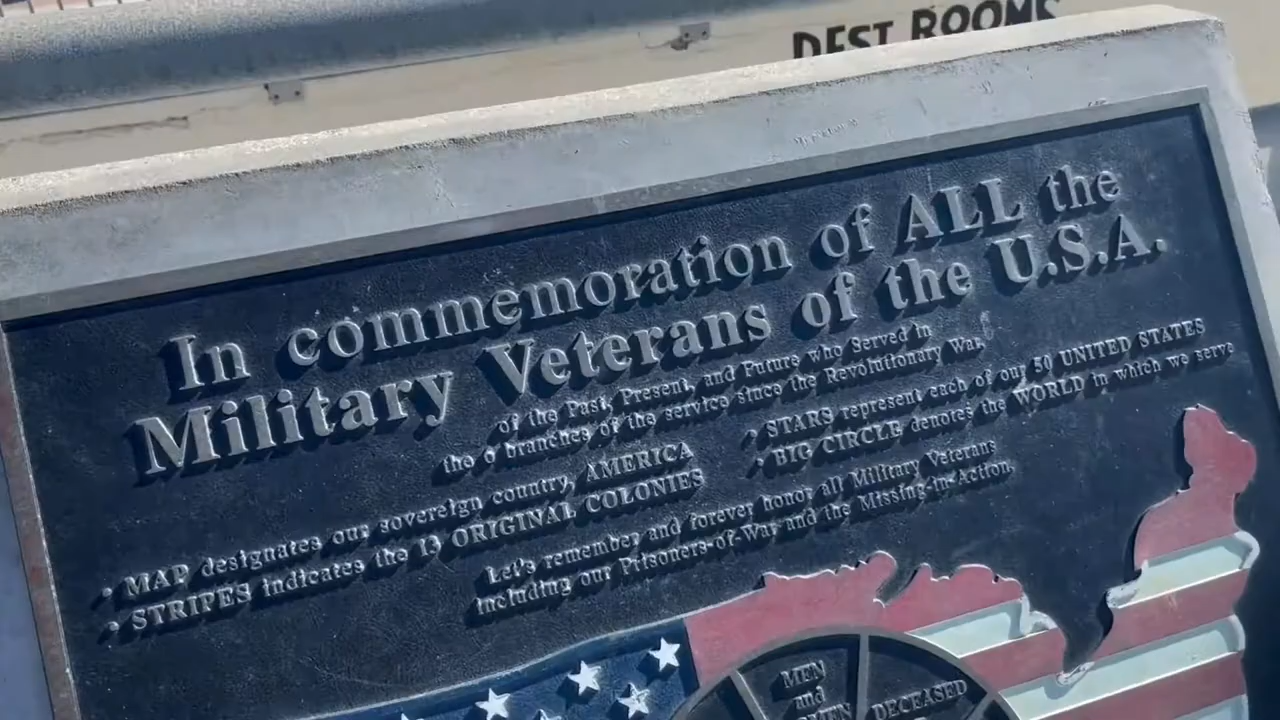 REST ROOMS
In commemoration of ALL the
Military Veterans of the U.S.A.
of the Past, Present, and Future who Served in
the 6 branches of the service since the Revolutionary War.
• MAP designates our sovereign country, AMERICA
• STRIPES indicates the 13 ORIGINAL COLONIES
• STARS represent each of our 50 UNITED STATES
• BIG CIRCLE denotes the WORLD in which we serve
Let's remember and forever honor all Military Veterans
including our Prisoners-of-War and the Missing-in-Action.
MEN
and
DECEASED